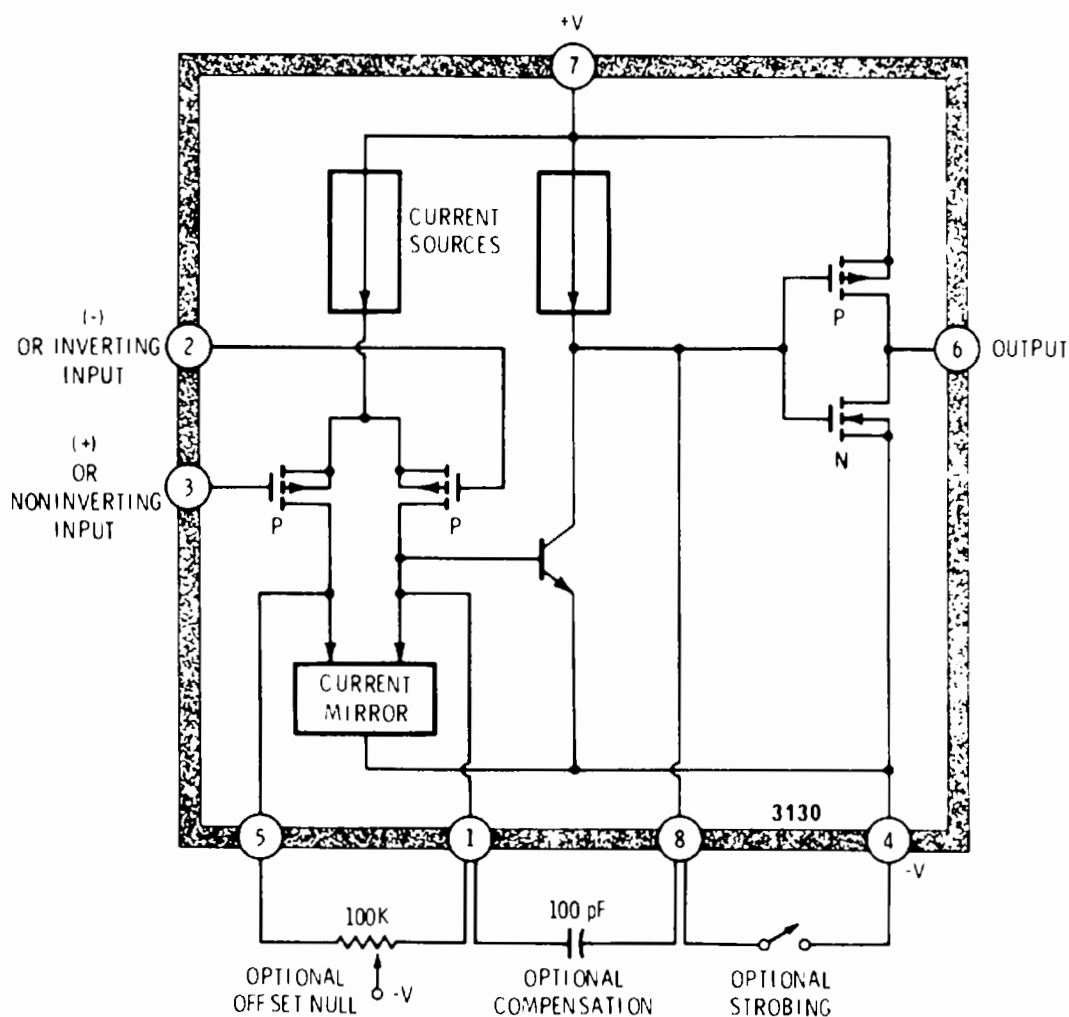 +V
7
CURRENT
SOURCES
(-)
OR INVERTING
INPUT
2
P
6
OUTPUT
(+)
OR
NONINVERTING
INPUT
3
P
P
N
CURRENT
MIRROR
3130
5
1
8
4
-V
100K
100 pF
OPTIONAL
OFFSET NULL
-V
OPTIONAL
COMPENSATION
OPTIONAL
STROBING